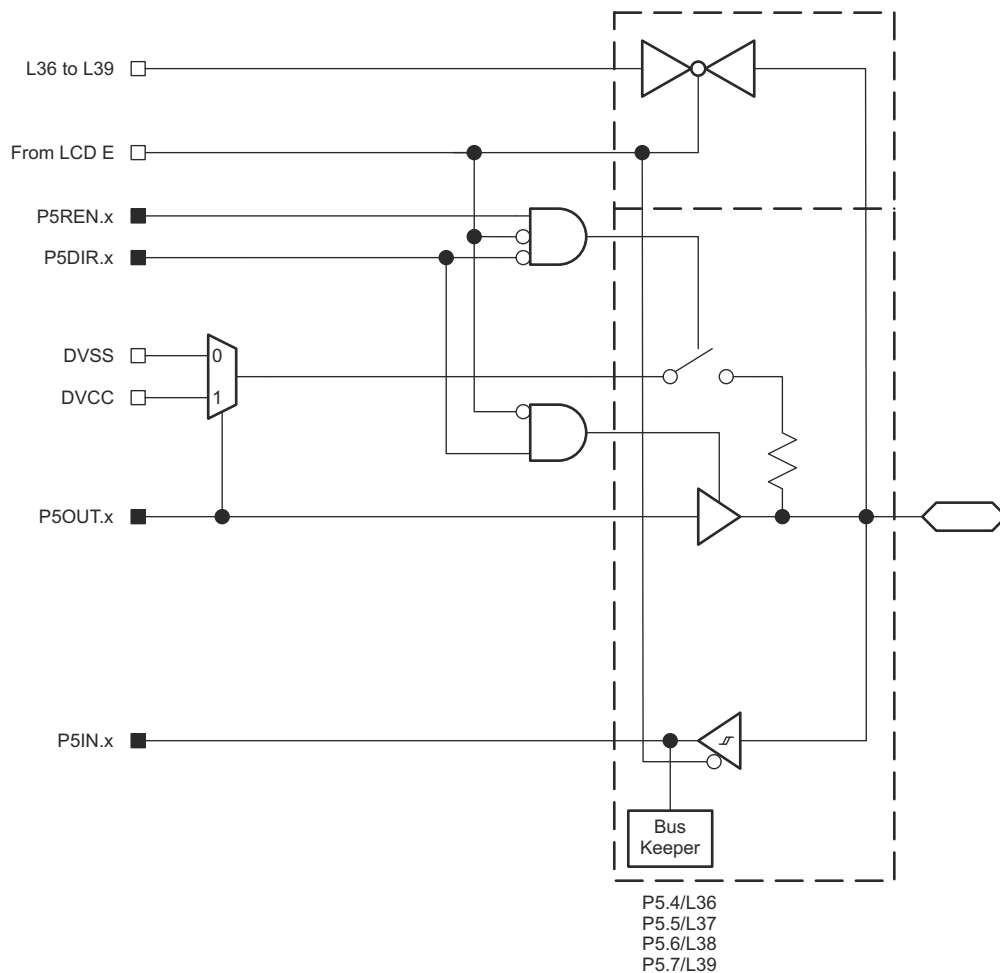 L36 to L39
From LCD E
P5REN.x
P5DIR.x
DVSS
0
DVCC
1
P5OUT.x
P5IN.x
Bus
Keeper
P5.4/L36
P5.5/L37
P5.6/L38
P5.7/L39